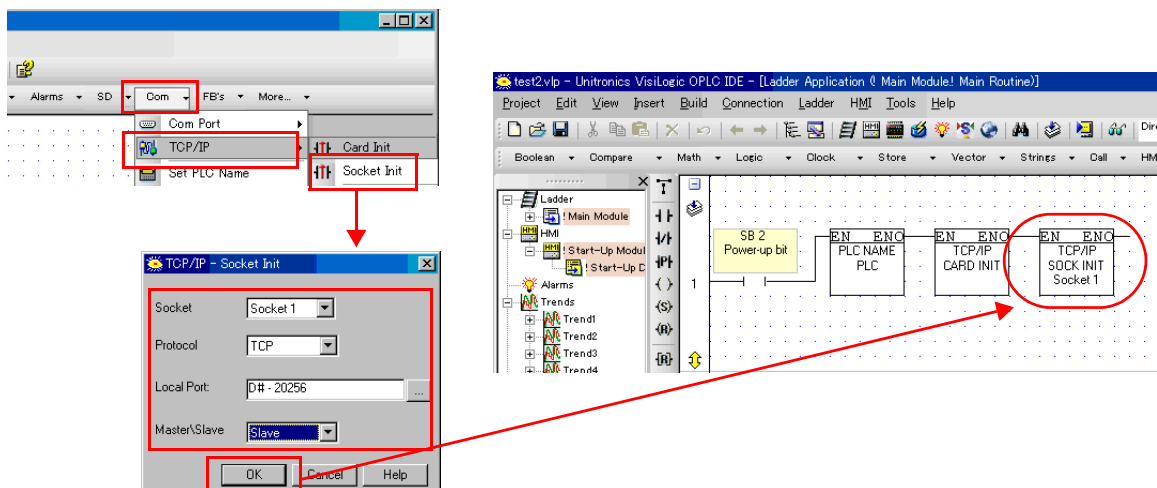 Alarms SD Com FB's More...
Com Port
TCP/IP Card Init
Set PLC Name Socket Init
TCP/IP - Socket Init
Socket Socket 1
Protocol TCP
Local Port: D# - 20256 ...
Master\Slave Slave
OK Cancel Help
test2.vlp - Unitronics VisiLogic OPLC IDE - [Ladder Application (! Main Module! Main Routine)]
Project Edit View Insert Build Connection Ladder HMI Tools Help
Boolean Compare Math Logic Clock Store Vector Strings Call HM
Ladder
! Main Module
HMI
! Start-Up Modul
! Start-Up D
Alarms
Trends
Trend1
Trend2
Trend3
Trend4
1
SB 2
Power-up bit
EN ENO
PLC NAME
PLC
EN ENO
TCP/IP
CARD INIT
EN ENO
TCP/IP
SOCK INIT
Socket 1